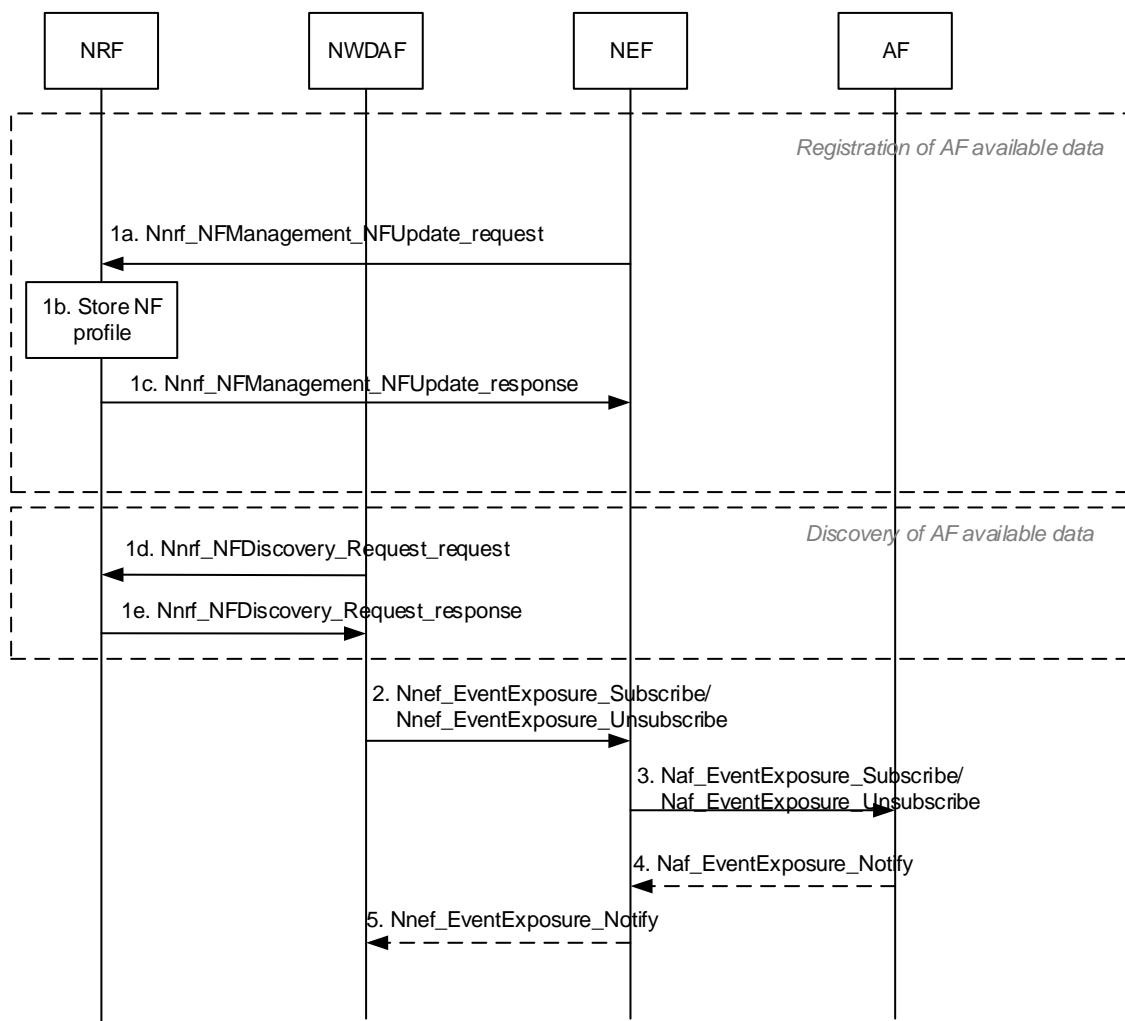 NRF
NWDAF
NEF
AF
Registration of AF available data
1a. Nnrf_NFManagement_NFUpdate_request
1b. Store NF
profile
1c. Nnrf_NFManagement_NFUpdate_response
Discovery of AF available data
1d. Nnrf_NFDiscovery_Request_request
1e. Nnrf_NFDiscovery_Request_response
2. Nnef_EventExposure_Subscribe/
Nnef_EventExposure_Unsubscribe
3. Naf_EventExposure_Subscribe/
Naf_EventExposure_Unsubscribe
4. Naf_EventExposure_Notify
5. Nnef_EventExposure_Notify